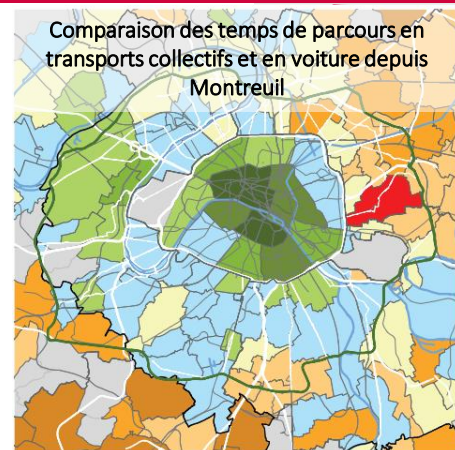 Comparaison des temps de parcours en
transports collectifs et en voiture depuis
Montreuil